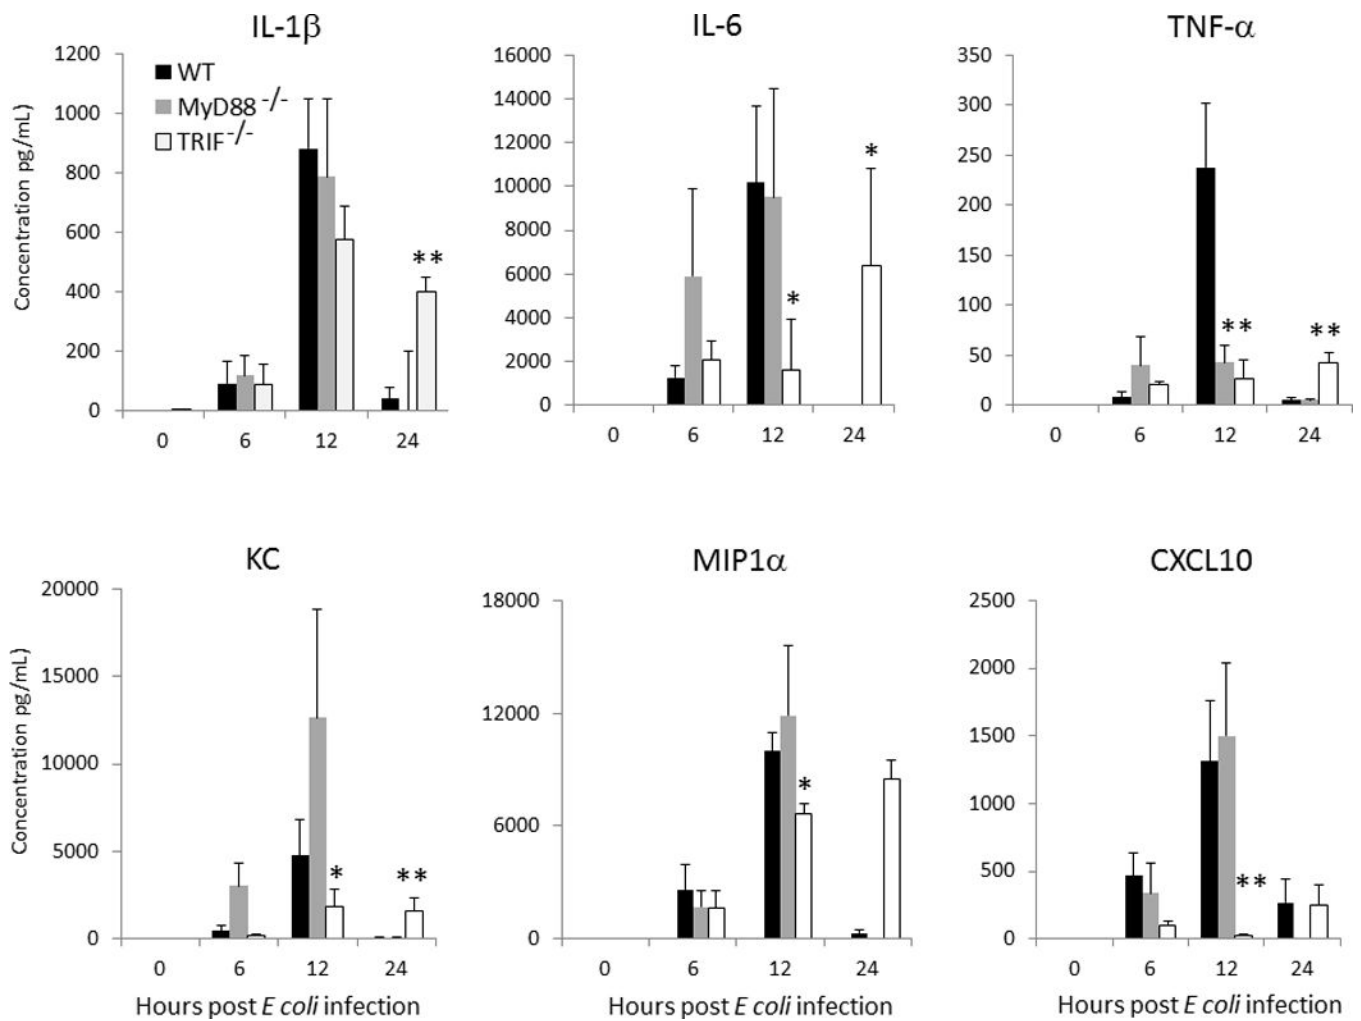 IL-1β
Concentration pg/mL
1200
1000
800
600
400
200
0
WT
MyD88 -/-
TRIF-/-
**
0 6 12 24
IL-6
16000
14000
12000
10000
8000
6000
4000
2000
0
*
*
0 6 12 24
TNF-α
350
300
250
200
150
100
50
0
** **
0 6 12 24
KC
Concentration pg/mL)
20000
15000
10000
5000
0
* **
0 6 12 24
Hours post E coli infection
MIP1α
18000
12000
6000
0
*
0 6 12 24
CXCL10
2500
2000
1500
1000
500
0
**
0 6 12 24
Hours post E coli infection